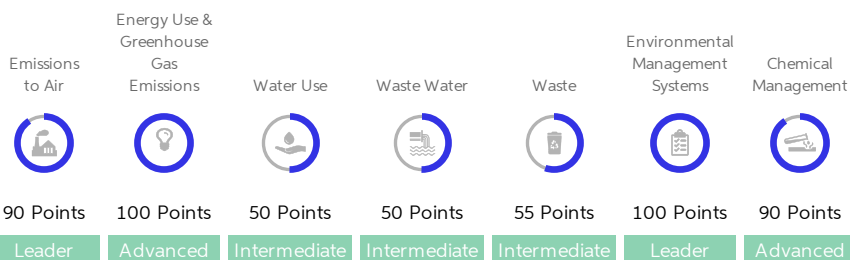 Emissions
to Air
90 Points
Leader
Energy Use &
Greenhouse
Gas
Emissions
100 Points
Advanced
Water Use
50 Points
Intermediate
Waste Water
50 Points
Intermediate
Waste
55 Points
Intermediate
Environmental
Management
Systems
100 Points
Leader
Chemical
Management
90 Points
Advanced